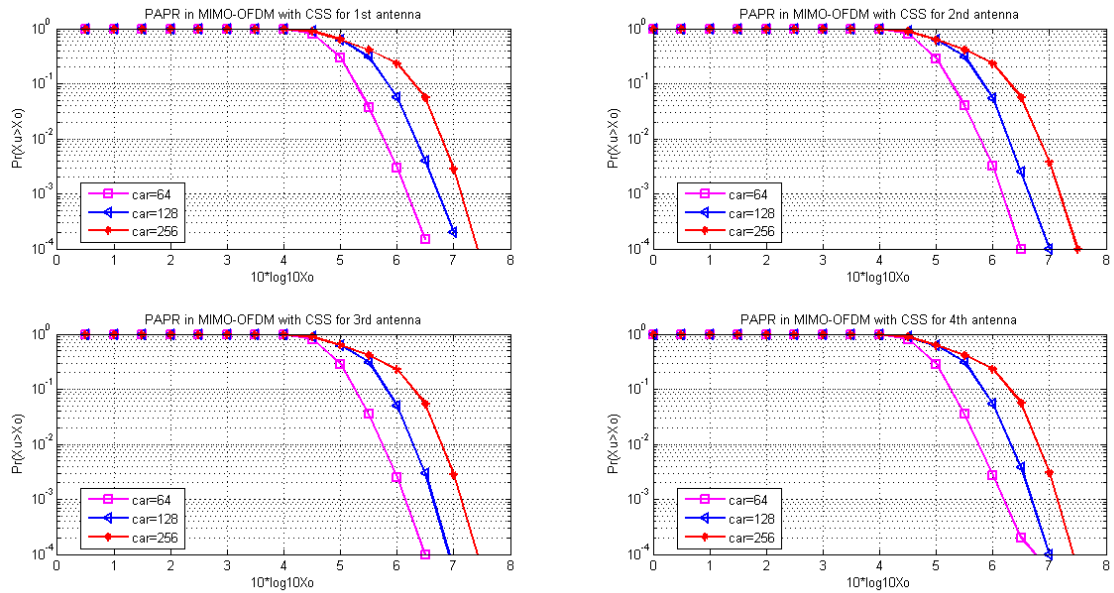 PAPR in MIMO-OFDM with CSS for 1st antenna
10^0
10^-1
10^-2
10^-3
10^-4
Pr(Xu>Xo)
car=64
car=128
car=256
0 1 2 3 4 5 6 7 8
10*log10Xo
PAPR in MIMO-OFDM with CSS for 2nd antenna
10^0
10^-1
10^-2
10^-3
10^-4
Pr(Xu>Xo)
car=64
car=128
car=256
0 1 2 3 4 5 6 7 8
10*log10Xo
PAPR in MIMO-OFDM with CSS for 3rd antenna
10^0
10^-1
10^-2
10^-3
10^-4
Pr(Xu>Xo)
car=64
car=128
car=256
0 1 2 3 4 5 6 7 8
10*log10Xo
PAPR in MIMO-OFDM with CSS for 4th antenna
10^0
10^-1
10^-2
10^-3
10^-4
Pr(Xu>Xo)
car=64
car=128
car=256
0 1 2 3 4 5 6 7 8
10*log10Xo